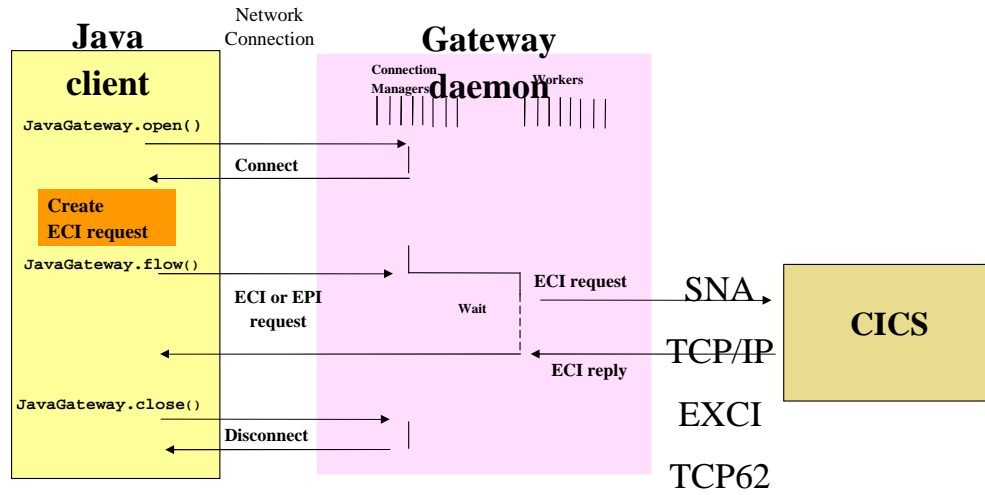 Network
Connection
Java
client
Gateway
daemon
Connection
Managers
Workers
JavaGateway.open()
Connect
Create
ECI request
JavaGateway.flow()
ECI or EPI
request
Wait
ECI request
ECI reply
SNA
TCP/IP
EXCI
TCP62
CICS
JavaGateway.close()
Disconnect